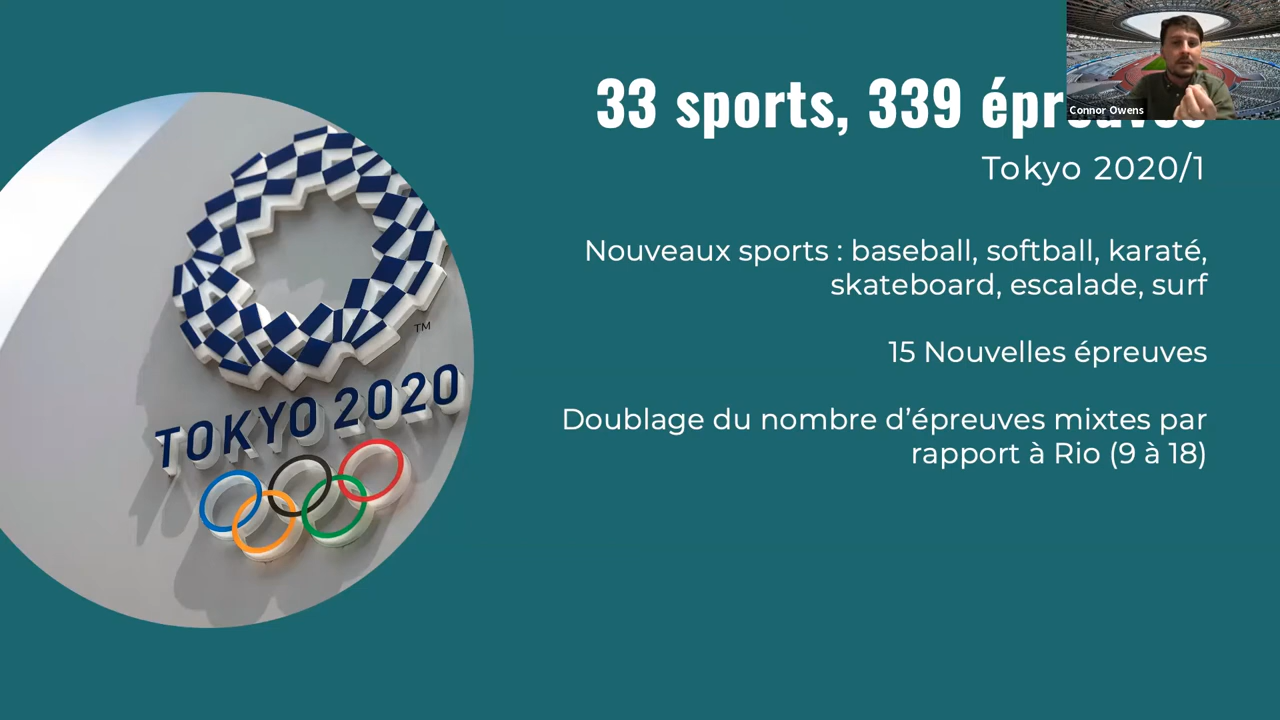 33 sports, 339
Connor Owens
Tokyo 2020/1
Nouveaux sports : baseball, softball, karaté,
skateboard, escalade, surf
15 Nouvelles épreuves
Doublage du nombre d’épreuves mixtes par
rapport à Rio (9 à 18)
TM
TOKYO 2020